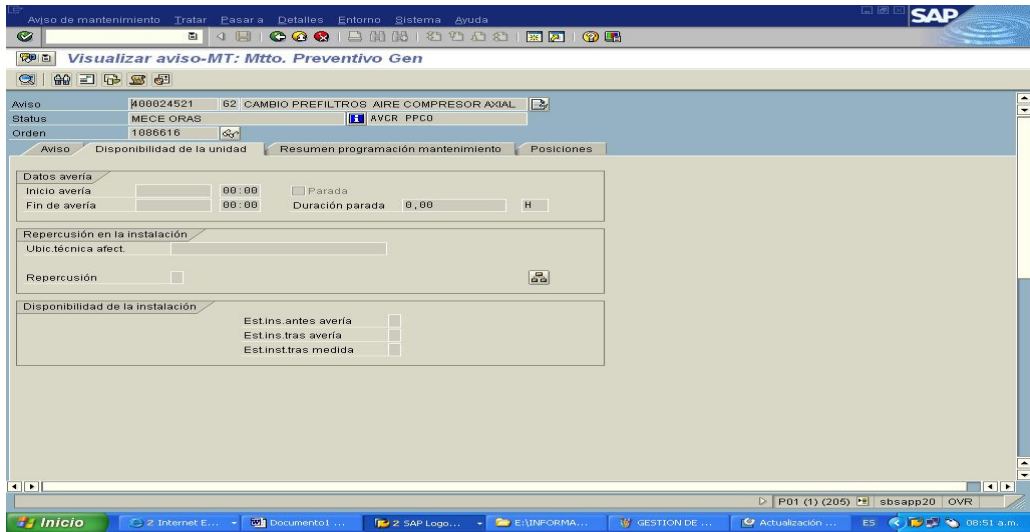 Aviso de mantenimiento Tratar Pasar a Detalles Entorno Sistema Ayuda
SAP
Visualizar aviso-MT: Mtto. Preventivo Gen
Aviso 400024521 62 CAMBIO PREFILTROS AIRE COMPRESOR AXIAL
Status MECE ORAS AVCR PPCO
Orden 1086616
Aviso Disponibilidad de la unidad Resumen programación mantenimiento Posiciones
Datos avería
Inicio avería 00:00 Parada
Fin de avería 00:00 Duración parada 0,00 H
Repercusión en la instalación
Ubic.técnica afect.
Repercusión
Disponibilidad de la instalación
Est.ins.antes avería
Est.ins.tras avería
Est.inst.tras medida
P01 (1) (205) sbsapp20 OVR
Inicio 2 Internet E... Documento1 ... 2 SAP Logo... E:\INFORMA... GESTION DE ... Actualización ... ES 08:51 a.m.